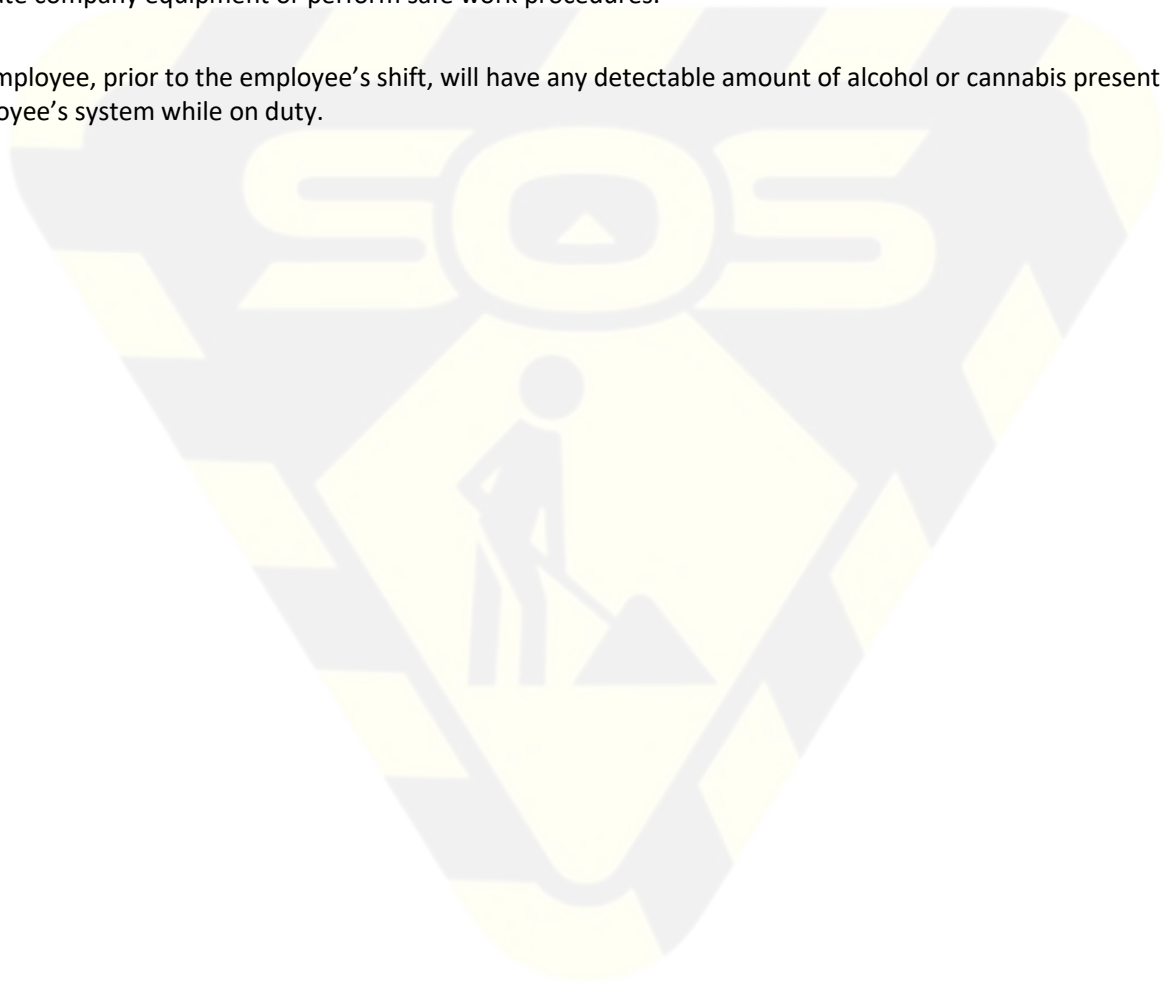 ate company equipment or perform safe work procedures.
mployee, prior to the employee’s shift, will have any detectable amount of alcohol or cannabis present
oyee’s system while on duty.
SOS